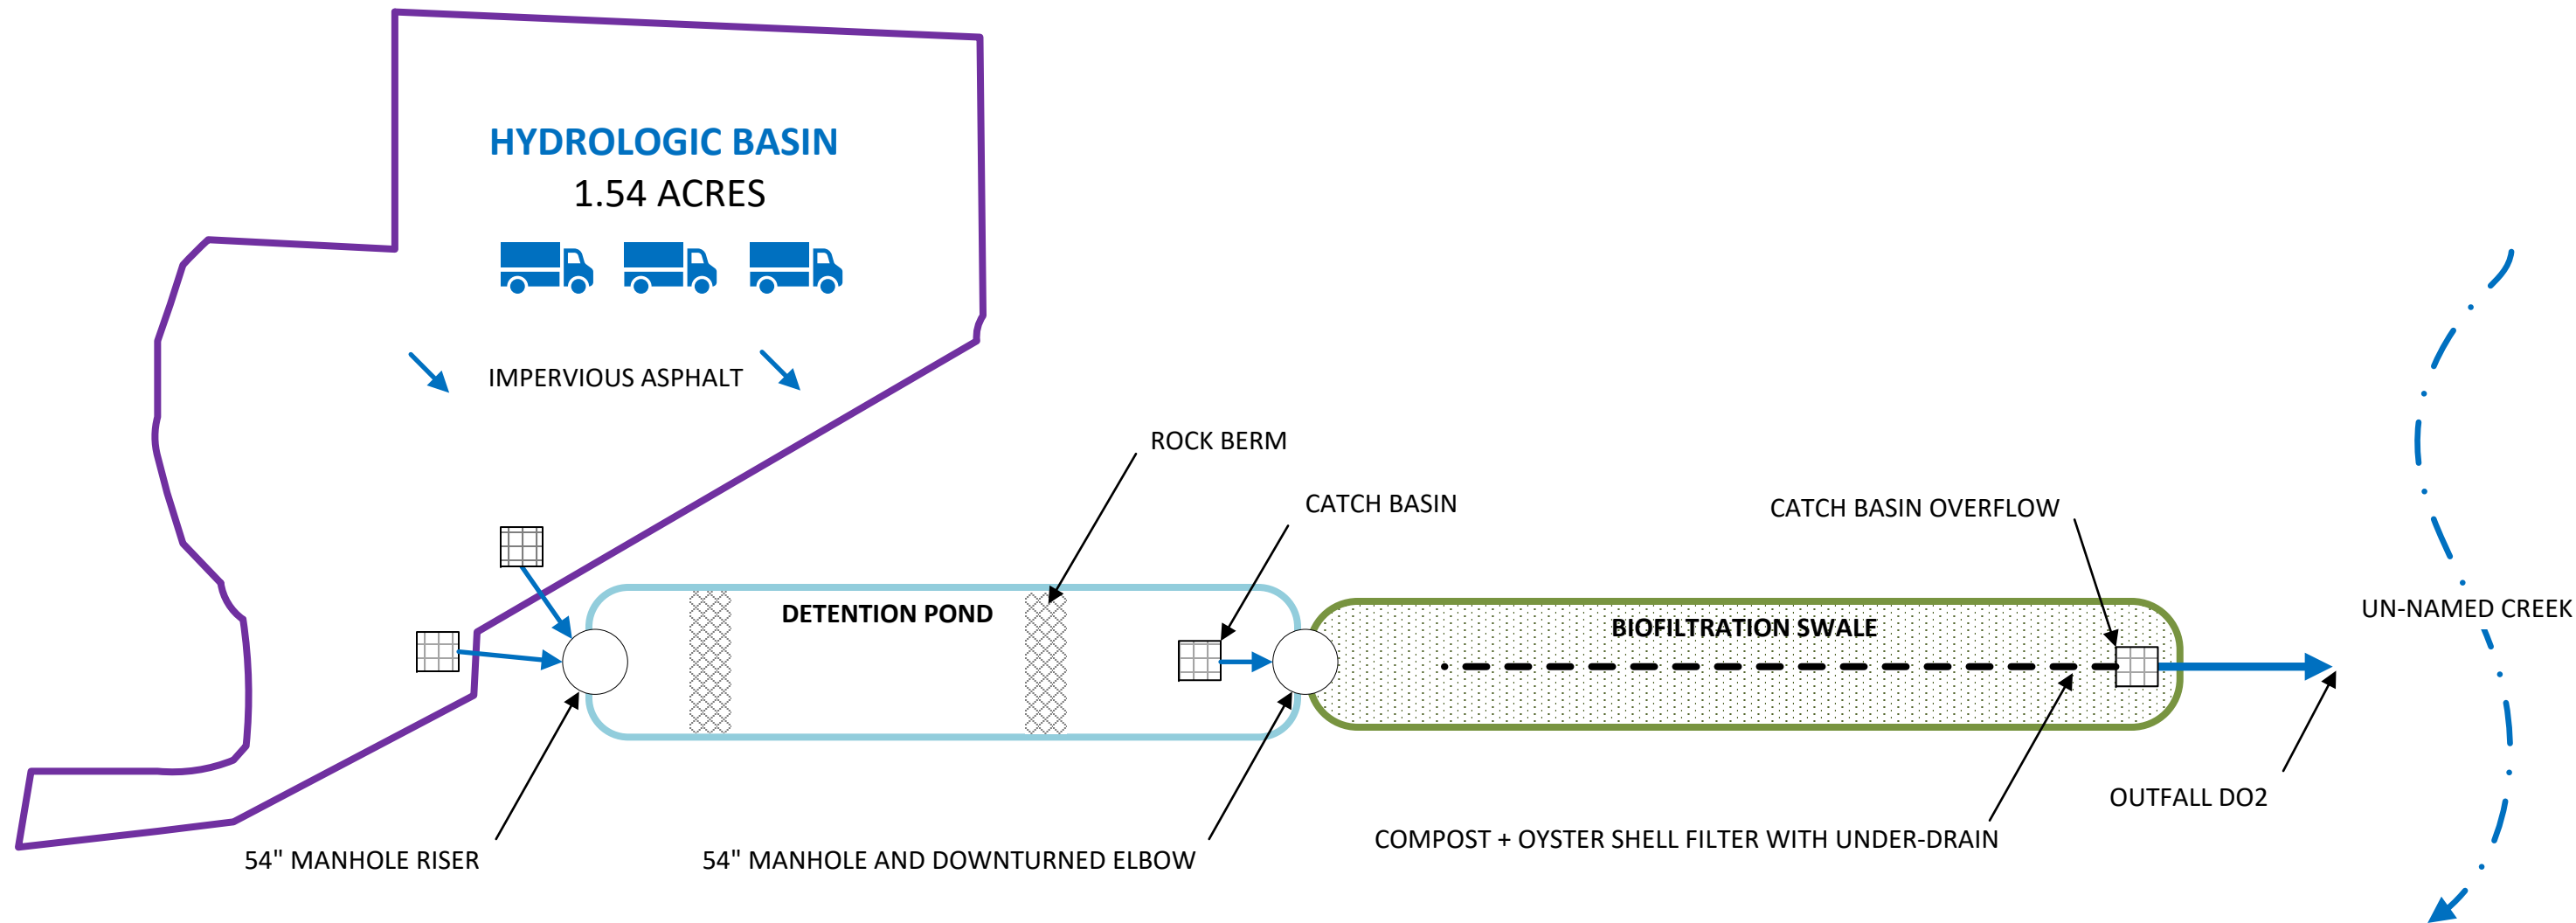 HYDROLOGIC BASIN
1.54 ACRES
IMPERVIOUS ASPHALT
ROCK BERM
CATCH BASIN
CATCH BASIN OVERFLOW
DETENTION POND
BIOFILTRATION SWALE
UN-NAMED CREEK
OUTFALL DO2
COMPOST + OYSTER SHELL FILTER WITH UNDER-DRAIN
54" MANHOLE RISER
54" MANHOLE AND DOWNTURNED ELBOW